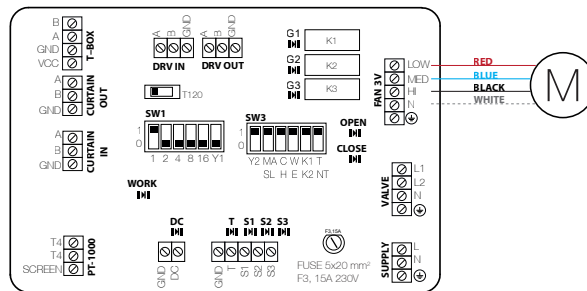 B
A
GND
VCC
T-BOX
A
B
GND
CURTAIN
OUT
A
B
GND
CURTAIN
IN
T4
T4
SCREEN
PT-1000
A
B
GND
DRV IN
A
B
GND
DRV OUT
T120
SW1
1
0
1 2 4 8 16 Y1
SW3
1
0
Y2 MA C W K1 T
SL H E K2 NT
WORK
G1
K1
G2
K2
G3
K3
OPEN
CLOSE
DC
GND
DC
T S1 S2 S3
GND
T
S1
S2
S3
F3,15A
FUSE 5x20 mm²
F3, 15A 230V
FAN 3V
LOW
MED
HI
N
RED
BLUE
BLACK
WHITE
M
VALVE
L1
L2
N
SUPPLY
L
N